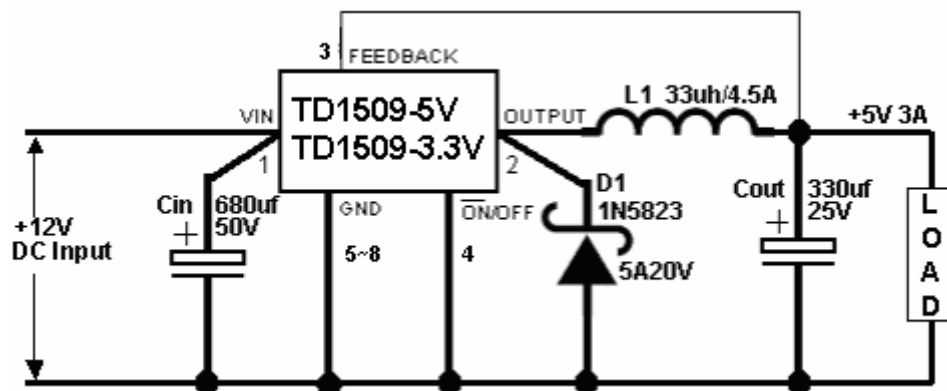 3 FEEDBACK
L1 33uh/4.5A
VIN
TD1509-5V
TD1509-3.3V
OUTPUT
+5V 3A
1
2
D1
1N5823
Cin
680uf
50V
+
GND
ON/OFF
Cout
330uf
25V
+
+12V
DC Input
5~8
4
5A20V
L
O
A
D